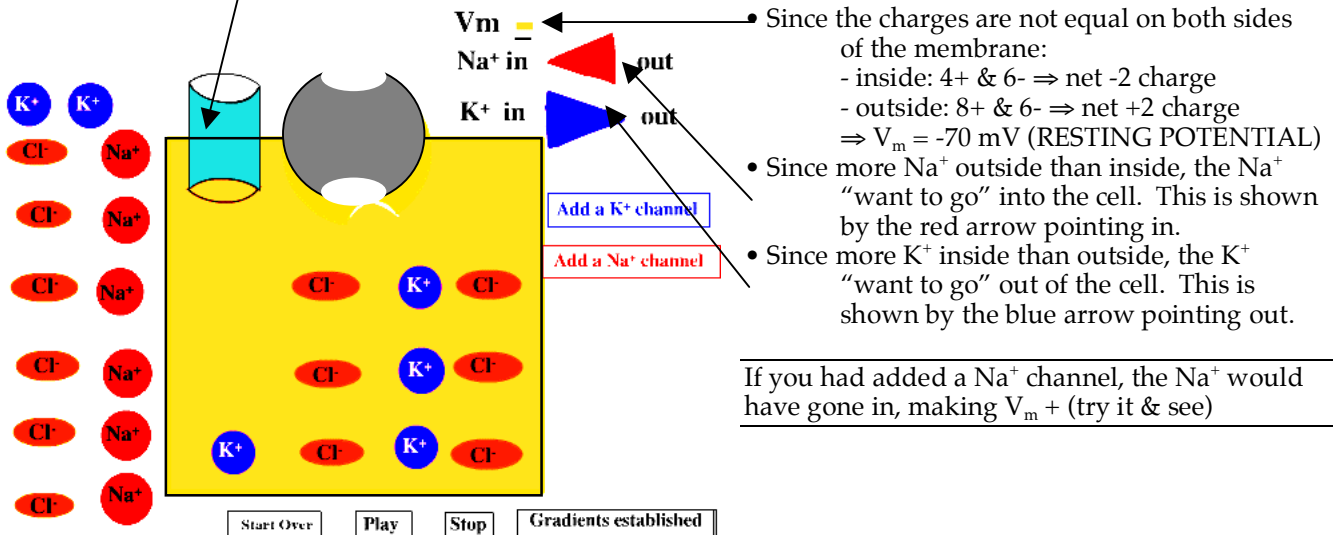 Vm -
Na⁺ in out
K⁺ in out
• Since the charges are not equal on both sides
of the membrane:
- inside: 4+ & 6- ⇒ net -2 charge
- outside: 8+ & 6- ⇒ net +2 charge
⇒ Vₘ = -70 mV (RESTING POTENTIAL)
• Since more Na⁺ outside than inside, the Na⁺
“want to go” into the cell. This is shown
by the red arrow pointing in.
• Since more K⁺ inside than outside, the K⁺
“want to go” out of the cell. This is
shown by the blue arrow pointing out.
If you had added a Na⁺ channel, the Na⁺ would
have gone in, making Vₘ + (try it & see)
Add a K⁺ channel
Add a Na⁺ channel
K⁺ K⁺
Cl⁻ Na⁺
Cl⁻ Na⁺
Cl⁻ Na⁺
Cl⁻ Na⁺
Cl⁻ Na⁺
Cl⁻ Na⁺
Cl⁻ K⁺ Cl⁻
Cl⁻ K⁺ Cl⁻
K⁺ Cl⁻ K⁺ Cl⁻
Start Over Play Stop Gradients established